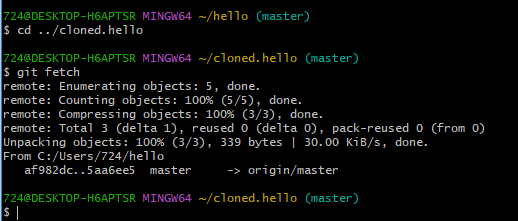 724@DESKTOP-H6APTSR MINGW64 ~/hello (master)
$ cd ../cloned.hello
724@DESKTOP-H6APTSR MINGW64 ~/cloned.hello (master)
$ git fetch
remote: Enumerating objects: 5, done.
remote: Counting objects: 100% (5/5), done.
remote: Compressing objects: 100% (3/3), done.
remote: Total 3 (delta 1), reused 0 (delta 0), pack-reused 0 (from 0)
Unpacking objects: 100% (3/3), 339 bytes | 30.00 KiB/s, done.
From C:/Users/724/hello
   af982dc..5aa6ee5  master     -> origin/master
724@DESKTOP-H6APTSR MINGW64 ~/cloned.hello (master)
$